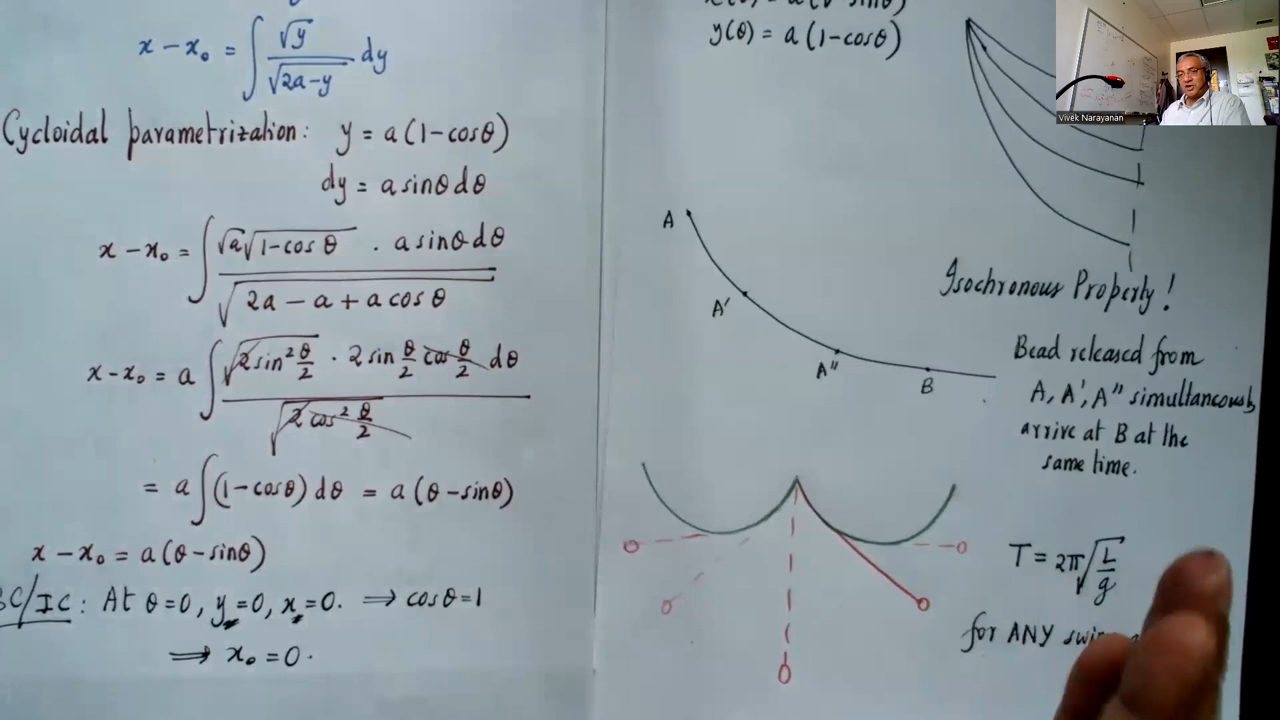 x - x₀ = ∫ √y / √(2a-y) dy
Cycloidal parametrization: y = a(1-cosθ)
dy = a sinθ dθ
x - x₀ = ∫ √a √(1-cosθ) · a sinθ dθ / √(2a - a + a cosθ)
x - x₀ = a ∫ √(2 sin² θ/2) · 2 sin θ/2 cos θ/2 dθ / √(2 cos² θ/2)
= a ∫ (1-cosθ) dθ = a(θ-sinθ)
x - x₀ = a(θ-sinθ)
BC/IC: At θ=0, y=0, x=0. ⟹ cosθ=1
⟹ x₀ = 0.
y(θ) = a(1-cosθ)
Vivek Narayanan
A
A'
A"
B
Isochronous Property!
Bead released from
A, A', A" simultaneously
arrive at B at the
same time.
T = 2π√(L/g)
for ANY